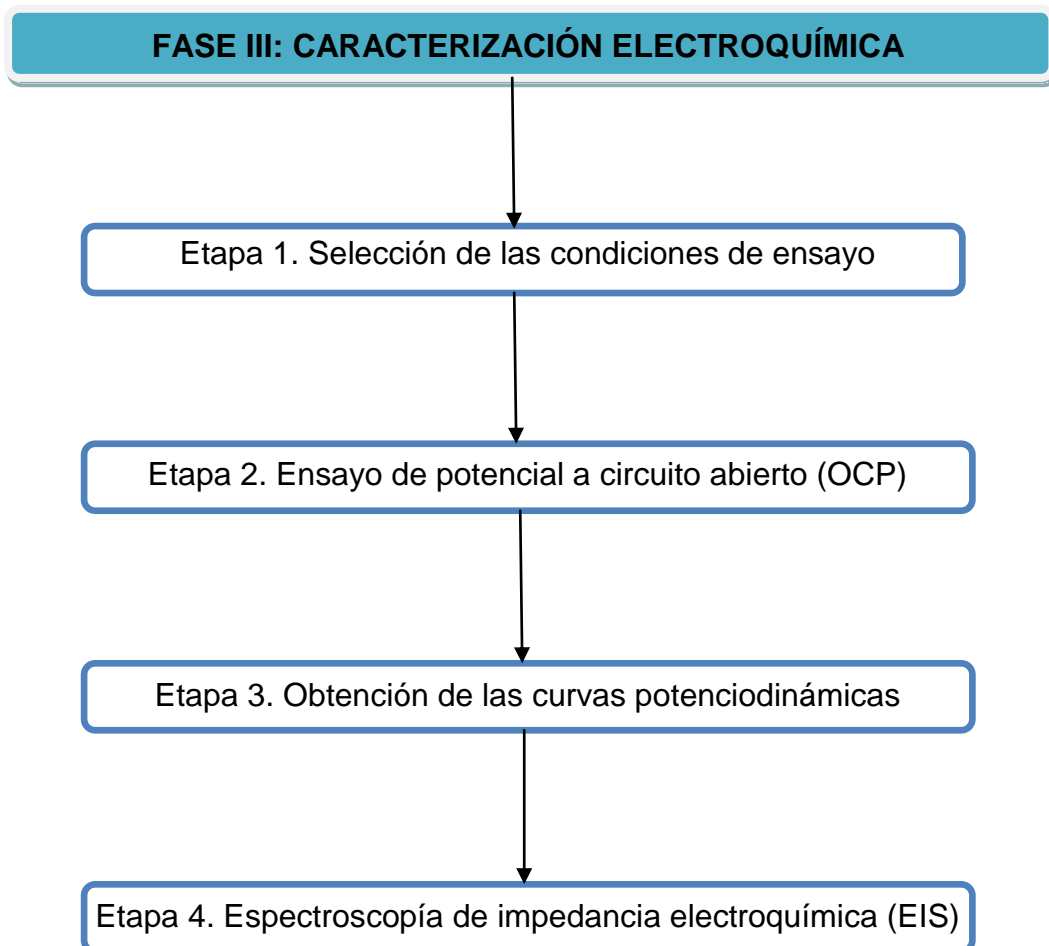 FASE III: CARACTERIZACIÓN ELECTROQUÍMICA
Etapa 1. Selección de las condiciones de ensayo
Etapa 2. Ensayo de potencial a circuito abierto (OCP)
Etapa 3. Obtención de las curvas potenciodinámicas
Etapa 4. Espectroscopía de impedancia electroquímica (EIS)